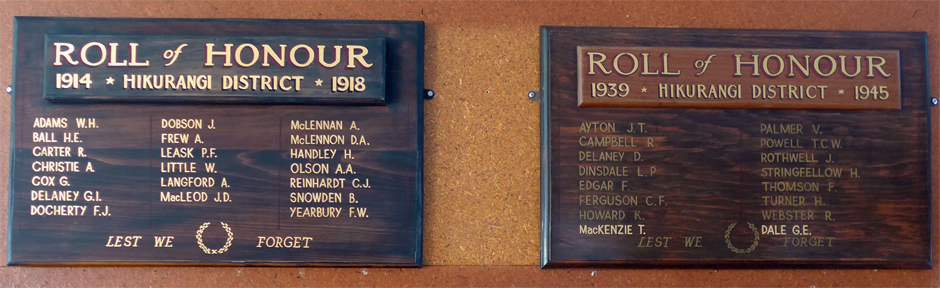 ROLL of HONOUR
1914 * HIKURANGI DISTRICT * 1918
ADAMS W.H.
BALL H.E.
CARTER R.
CHRISTIE A.
COX G.
DELANEY G.I.
DOCHERTY F.J.
DOBSON J.
FREW A.
LEASK P.F.
LITTLE W.
LANGFORD A.
MacLEOD J.D.
McLENNAN A.
McLENNON D.A.
HANDLEY H.
OLSON A.A.
REINHARDT C.J.
SNOWDEN B.
YEARBURY F.W.
LEST WE FORGET
ROLL of HONOUR
1939 * HIKURANGI DISTRICT * 1945
AYTON J.T.
CAMPBELL R.
DELANEY D.
DINSDALE L.P.
EDGAR F.
FERGUSON C.F.
HOWARD K.
MacKENZIE T.
PALMER V.
POWELL T.C.W.
ROTHWELL J.
STRINGFELLOW H.
THOMSON F.
TURNER H.
WEBSTER R.
DALE G.E.
LEST WE FORGET